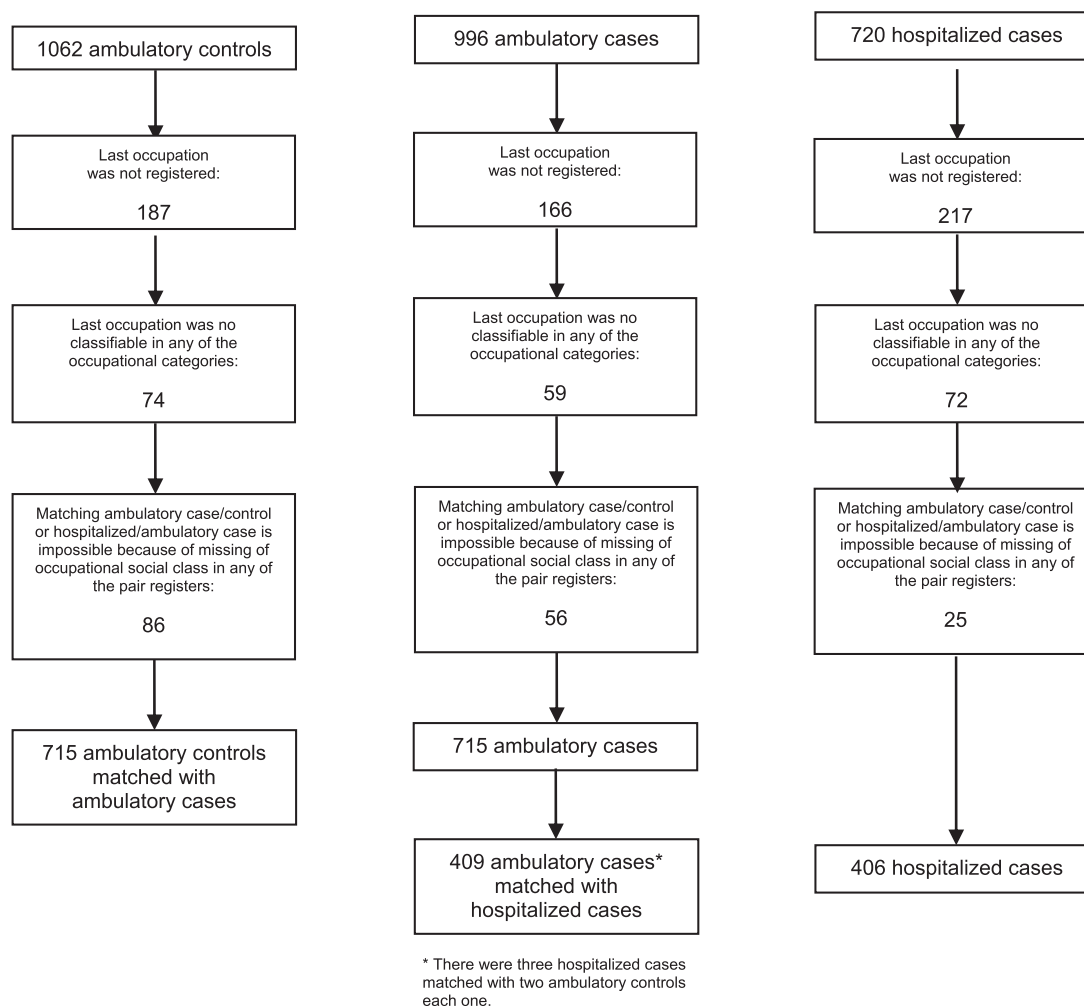 1062 ambulatory controls
Last occupation
was not registered:
187
Last occupation was no
classifiable in any of the
occupational categories:
74
Matching ambulatory case/control
or hospitalized/ambulatory case is
impossible because of missing of
occupational social class in any of
the pair registers:
86
715 ambulatory controls
matched with
ambulatory cases
996 ambulatory cases
Last occupation
was not registered:
166
Last occupation was no
classifiable in any of the
occupational categories:
59
Matching ambulatory case/control
or hospitalized/ambulatory case is
impossible because of missing of
occupational social class in any of
the pair registers:
56
715 ambulatory cases
409 ambulatory cases*
matched with
hospitalized cases
* There were three hospitalized cases
matched with two ambulatory controls
each one.
720 hospitalized cases
Last occupation
was not registered:
217
Last occupation was no
classifiable in any of the
occupational categories:
72
Matching ambulatory case/control
or hospitalized/ambulatory case is
impossible because of missing of
occupational social class in any of
the pair registers:
25
406 hospitalized cases